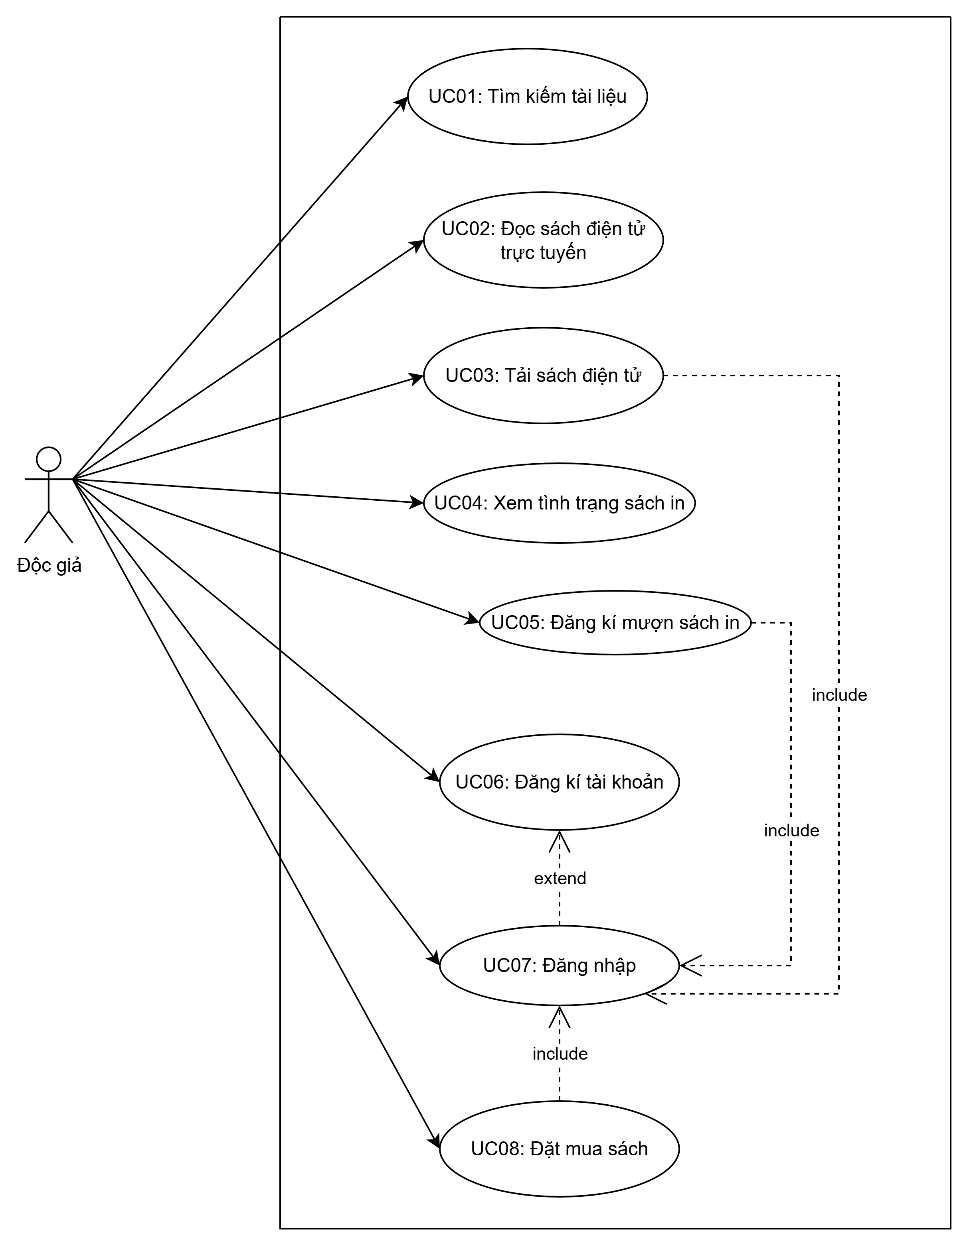 UC01: Tìm kiếm tài liệu
UC02: Đọc sách điện tử
trực tuyến
UC03: Tải sách điện tử
UC04: Xem tình trạng sách in
Độc giả
UC05: Đăng kí mượn sách in
include
UC06: Đăng kí tài khoản
include
extend
UC07: Đăng nhập
include
UC08: Đặt mua sách